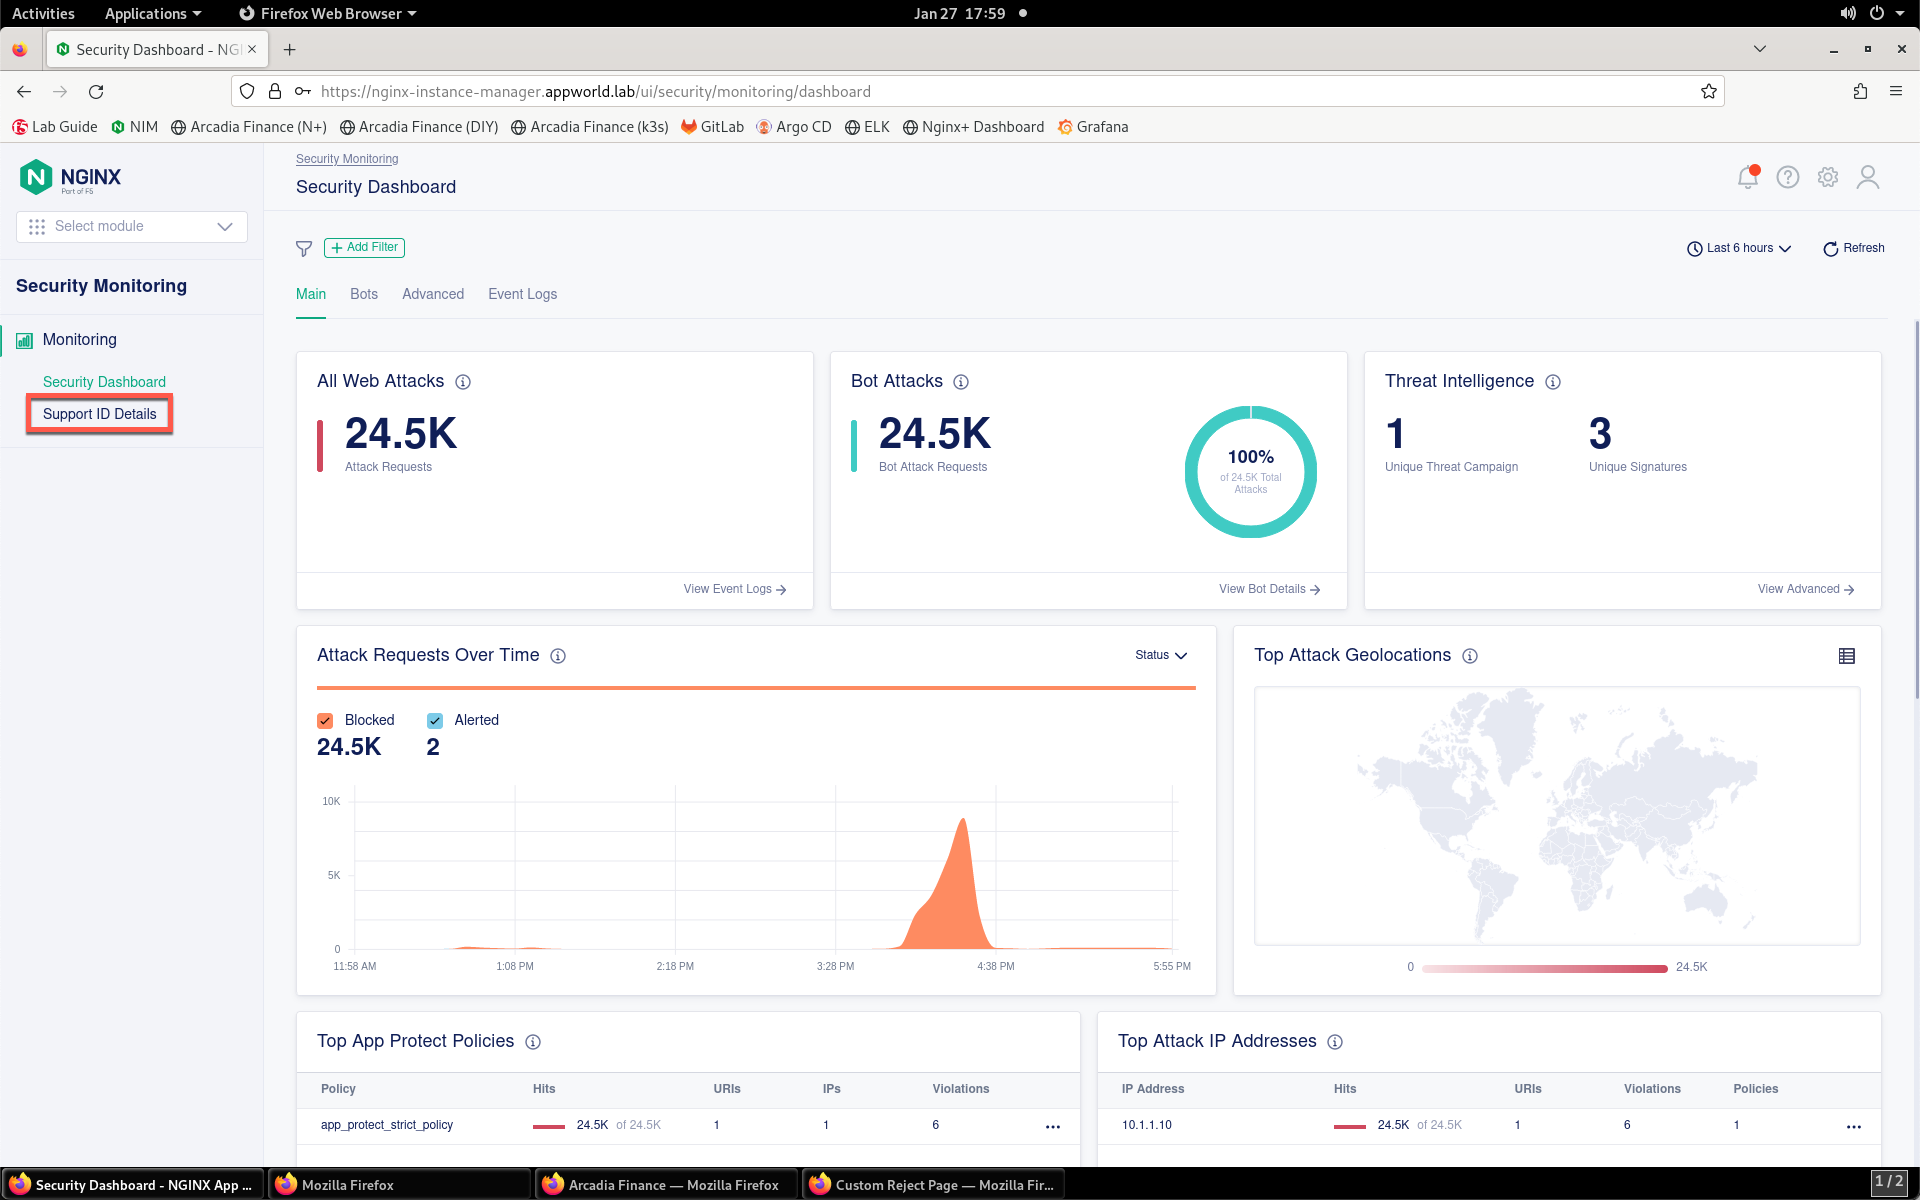 Activities Applications Firefox Web Browser Jan 27 17:59
Security Dashboard - NG
https://nginx-instance-manager.appworld.lab/ui/security/monitoring/dashboard
Lab Guide NIM Arcadia Finance (N+) Arcadia Finance (DIY) Arcadia Finance (k3s) GitLab Argo CD ELK Nginx+ Dashboard Grafana
NGINX
Part of F5
Select module
Security Monitoring
Monitoring
Security Dashboard
Support ID Details
Security Monitoring
Security Dashboard
Add Filter
Last 6 hours Refresh
Main Bots Advanced Event Logs
All Web Attacks
24.5K
Attack Requests
View Event Logs
Bot Attacks
24.5K
Bot Attack Requests
100%
of 24.5K Total
Attacks
View Bot Details
Threat Intelligence
1 3
Unique Threat Campaign Unique Signatures
View Advanced
Attack Requests Over Time Status
Blocked Alerted
24.5K 2
10K
5K
0
11:58 AM 1:08 PM 2:18 PM 3:28 PM 4:38 PM 5:55 PM
Top Attack Geolocations
0 24.5K
Top App Protect Policies
Policy Hits URIs IPs Violations
app_protect_strict_policy 24.5K of 24.5K 1 1 6 ...
Top Attack IP Addresses
IP Address Hits URIs Violations Policies
10.1.1.10 24.5K of 24.5K 1 6 1 ...
Security Dashboard - NGINX App ... Mozilla Firefox Arcadia Finance — Mozilla Firefox Custom Reject Page — Mozilla Fir... 1 / 2